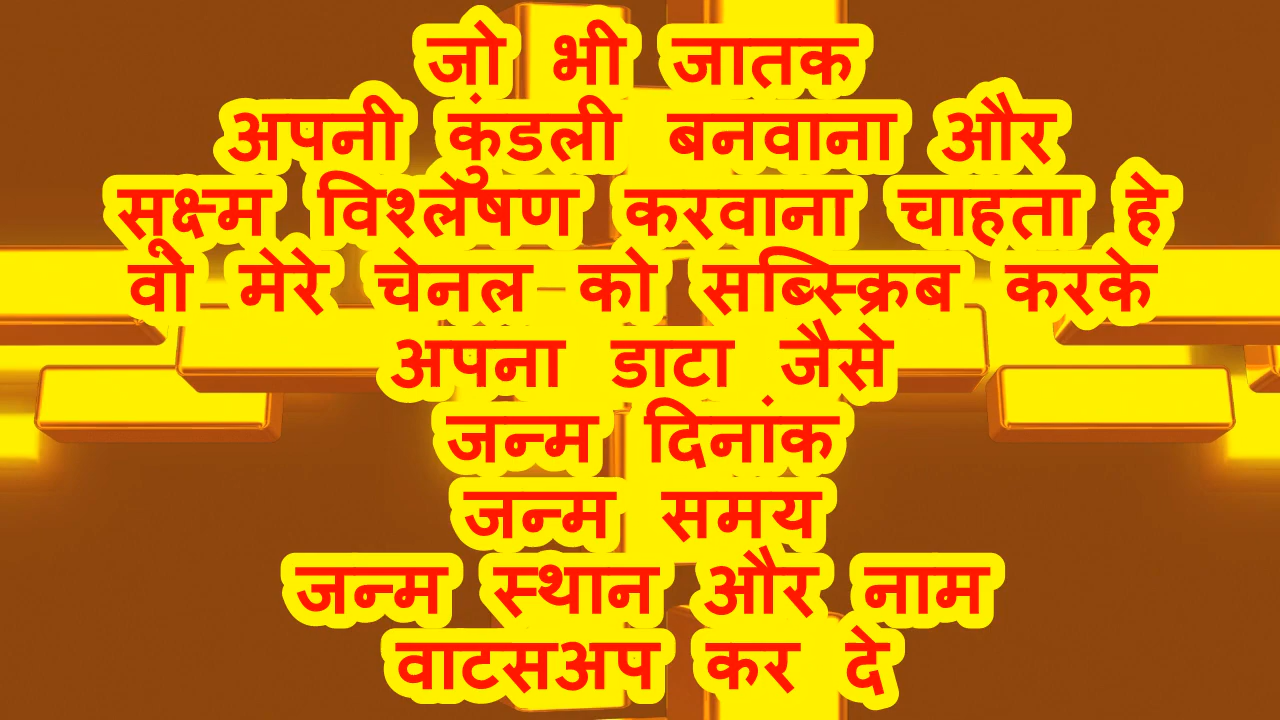 जो भी जातक
अपनी कुंडली बनवाना और
सूक्ष्म विश्लेषण करवाना चाहता हे
वो मेरे चेनल को सब्स्क्रिब करके
अपना डाटा जैसे
जन्म दिनांक
जन्म समय
जन्म स्थान और नाम
वाटसअप कर दे